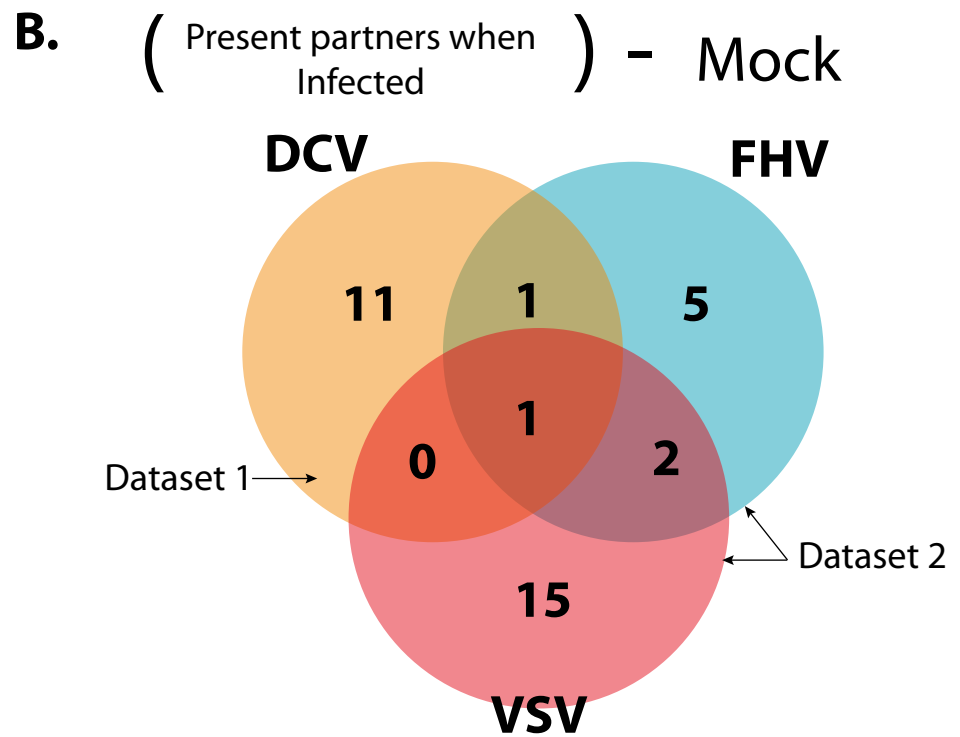 B.
( Present partners when
Infected ) - Mock
DCV
FHV
11
1
5
1
0
2
Dataset 1
Dataset 2
15
VSV